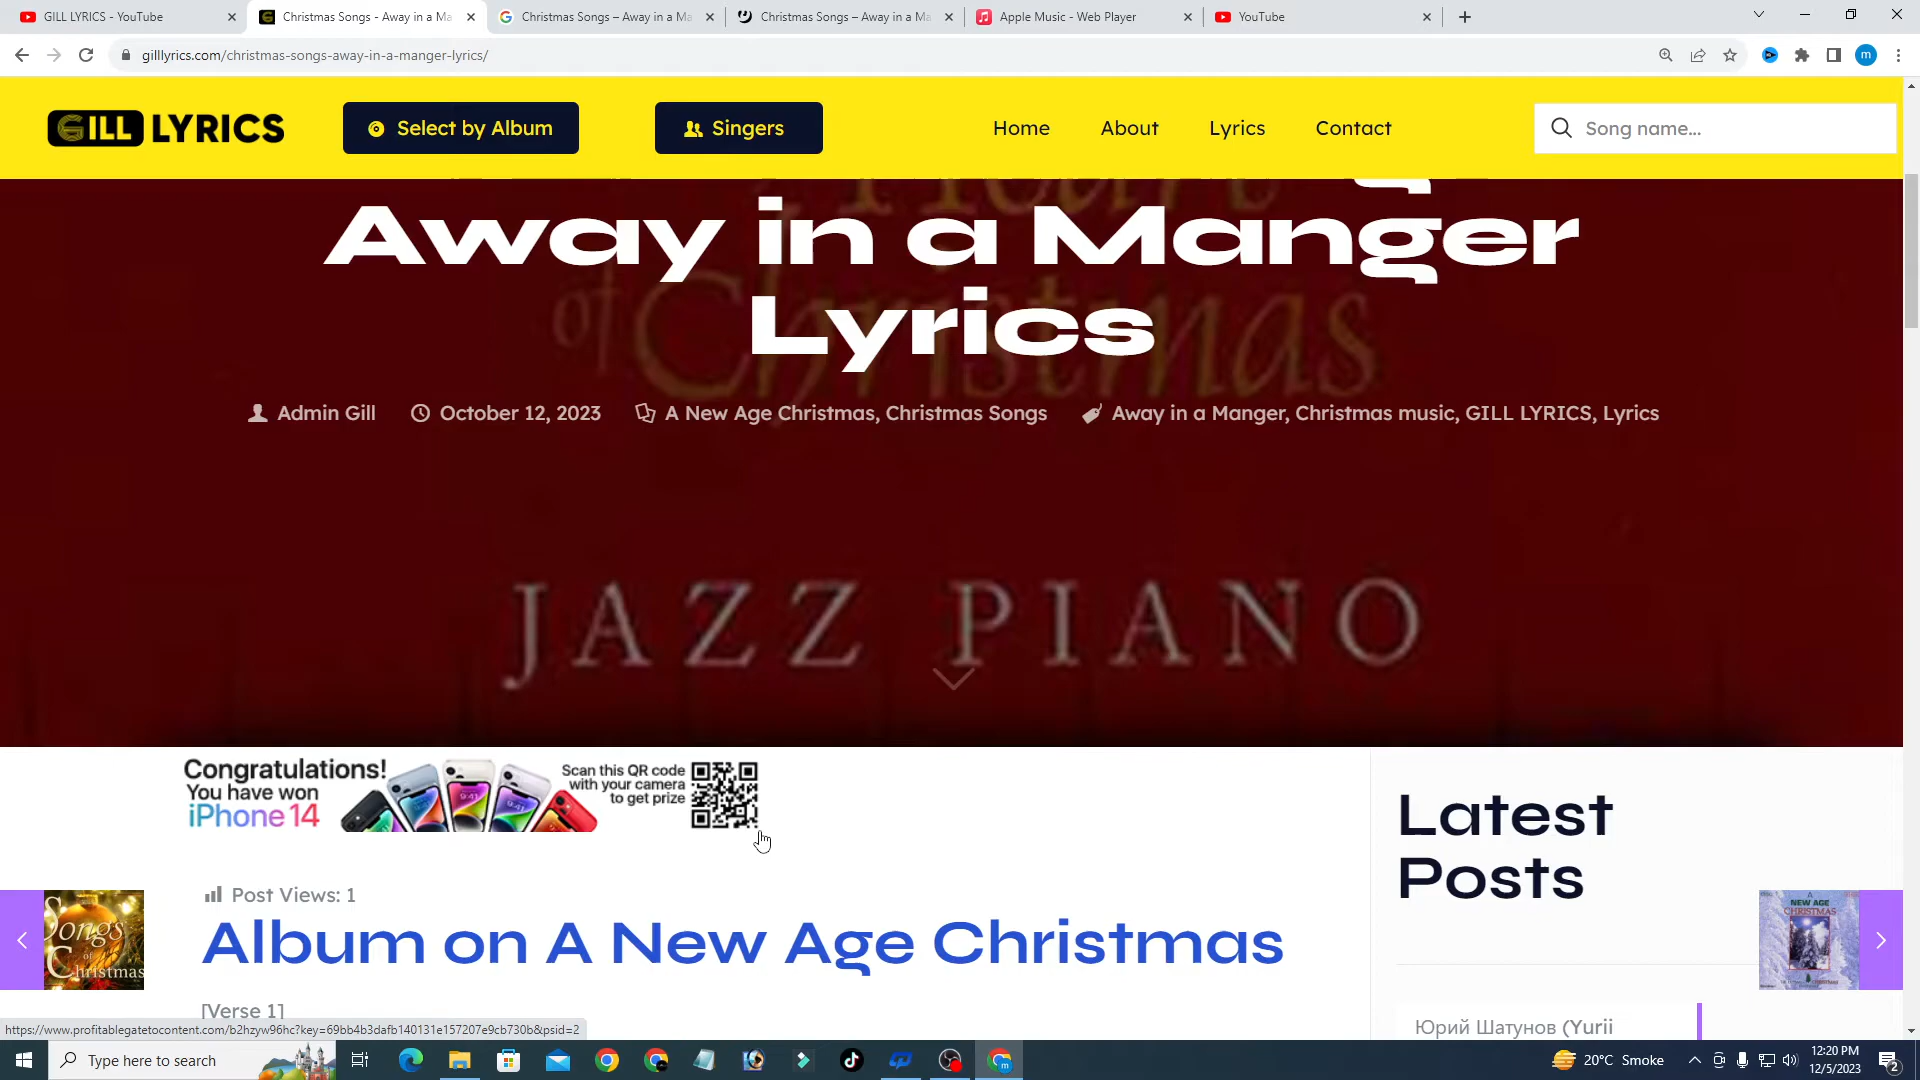 GILL LYRICS - YouTube
Christmas Songs - Away in a Ma
Christmas Songs – Away in a Ma
Christmas Songs – Away in a Ma
Apple Music - Web Player
YouTube
gilllyrics.com/christmas-songs-away-in-a-manger-lyrics/
m
GILL LYRICS
Select by Album
Singers
Home
About
Lyrics
Contact
Song name...
Away in a Manger
Lyrics
of Christmas
Admin Gill
October 12, 2023
A New Age Christmas, Christmas Songs
Away in a Manger, Christmas music, GILL LYRICS, Lyrics
JAZZ PIANO
Congratulations!
You have won
iPhone 14
Scan this QR code
with your camera
to get prize
Latest
Posts
Post Views: 1
Album on A New Age Christmas
Songs
of
Christmas
A
NEW AGE
CHRISTMAS
[Verse 1]
Юрий Шатунов (Yurii
https://www.profitablegatetocontent.com/b2hzyw96hc?key=69bb4b3dafb140131e157207e9cb730b&psid=2
Type here to search
20°C Smoke
12:20 PM
12/5/2023
2